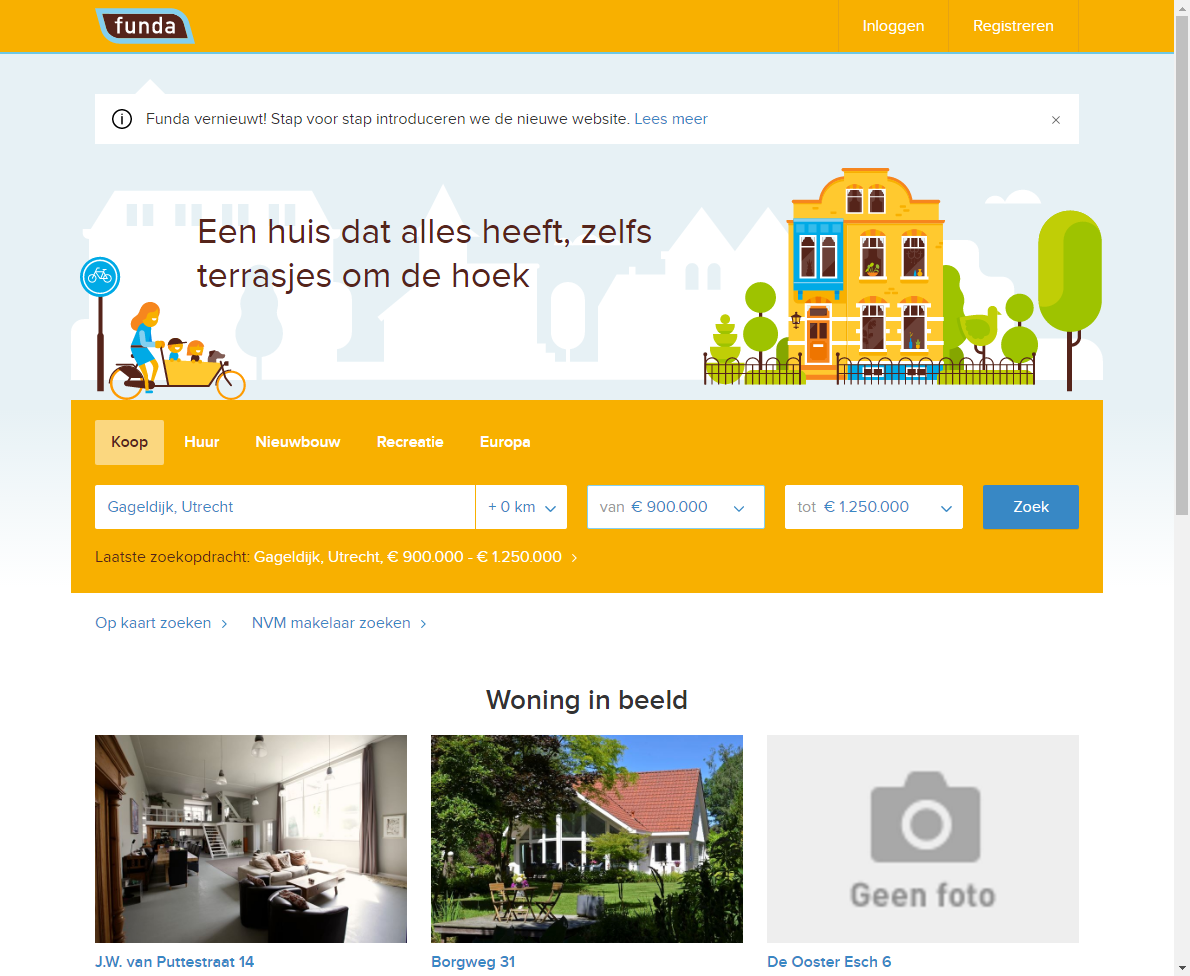 funda
Inloggen
Registreren
Funda vernieuwt! Stap voor stap introduceren we de nieuwe website. Lees meer
Een huis dat alles heeft, zelfs
terrasjes om de hoek
Koop Huur Nieuwbouw Recreatie Europa
Gageldijk, Utrecht + 0 km van € 900.000 tot € 1.250.000 Zoek
Laatste zoekopdracht: Gageldijk, Utrecht, € 900.000 - € 1.250.000
Op kaart zoeken NVM makelaar zoeken
Woning in beeld
Geen foto
J.W. van Puttestraat 14 Borgweg 31 De Ooster Esch 6